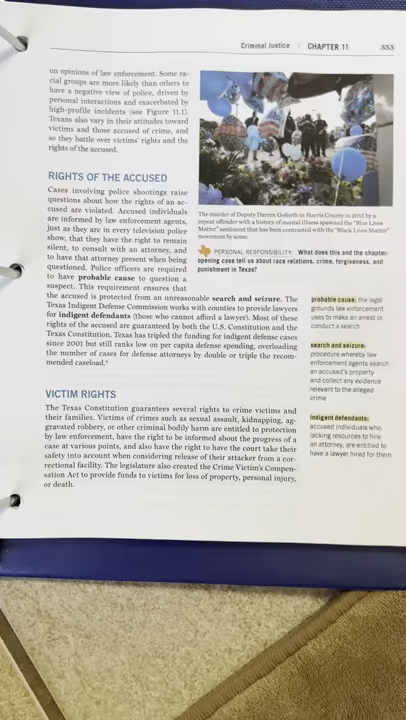 Criminal Justice | CHAPTER 11 353
on opinions of law enforcement. Some ra-
cial groups are more likely than others to
have a negative view of police, driven by
personal interactions and exacerbated by
high-profile incidents (see Figure 11.1).
Texans also vary in their attitudes toward
victims and those accused of crime, and
so they battle over victims' rights and the
rights of the accused.
RIGHTS OF THE ACCUSED
Cases involving police shootings raise
questions about how the rights of an ac-
cused are violated. Accused individuals
are informed by law enforcement agents,
just as they are in every television police
show, that they have the right to remain
silent, to consult with an attorney, and
to have that attorney present when being
questioned. Police officers are required
to have probable cause to question a
suspect. This requirement ensures that
the accused is protected from an unreasonable search and seizure. The
Texas Indigent Defense Commission works with counties to provide lawyers
for indigent defendants (those who cannot afford a lawyer). Most of these
rights of the accused are guaranteed by both the U.S. Constitution and the
Texas Constitution. Texas has tripled the funding for indigent defense cases
since 2001 but still ranks low on per capita defense spending, overloading
the number of cases for defense attorneys by double or triple the recom-
mended caseload.
VICTIM RIGHTS
The Texas Constitution guarantees several rights to crime victims and
their families. Victims of crimes such as sexual assault, kidnapping, ag-
gravated robbery, or other criminal bodily harm are entitled to protection
by law enforcement, have the right to be informed about the progress of a
case at various points, and also have the right to have the court take their
safety into account when considering release of their attacker from a cor-
rectional facility. The legislature also created the Crime Victim's Compen-
sation Act to provide funds to victims for loss of property, personal injury,
or death.
The murder of Deputy Darren Goforth in Harris County in 2015 by a
repeat offender with a history of mental illness spawned the "Blue Lives
Matter" sentiment that has been contrasted with the "Black Lives Matter"
movement by some.
PERSONAL RESPONSIBILITY: What does this and the chapter-
opening case tell us about race relations, crime, forgiveness, and
punishment in Texas?
probable cause: the legal
grounds law enforcement
uses to make an arrest or
conduct a search
search and seizure:
procedure whereby law
enforcement agents search
an accused's property
and collect any evidence
relevant to the alleged
crime
indigent defendants:
accused individuals who,
lacking resources to hire
an attorney, are entitled to
have a lawyer hired for them